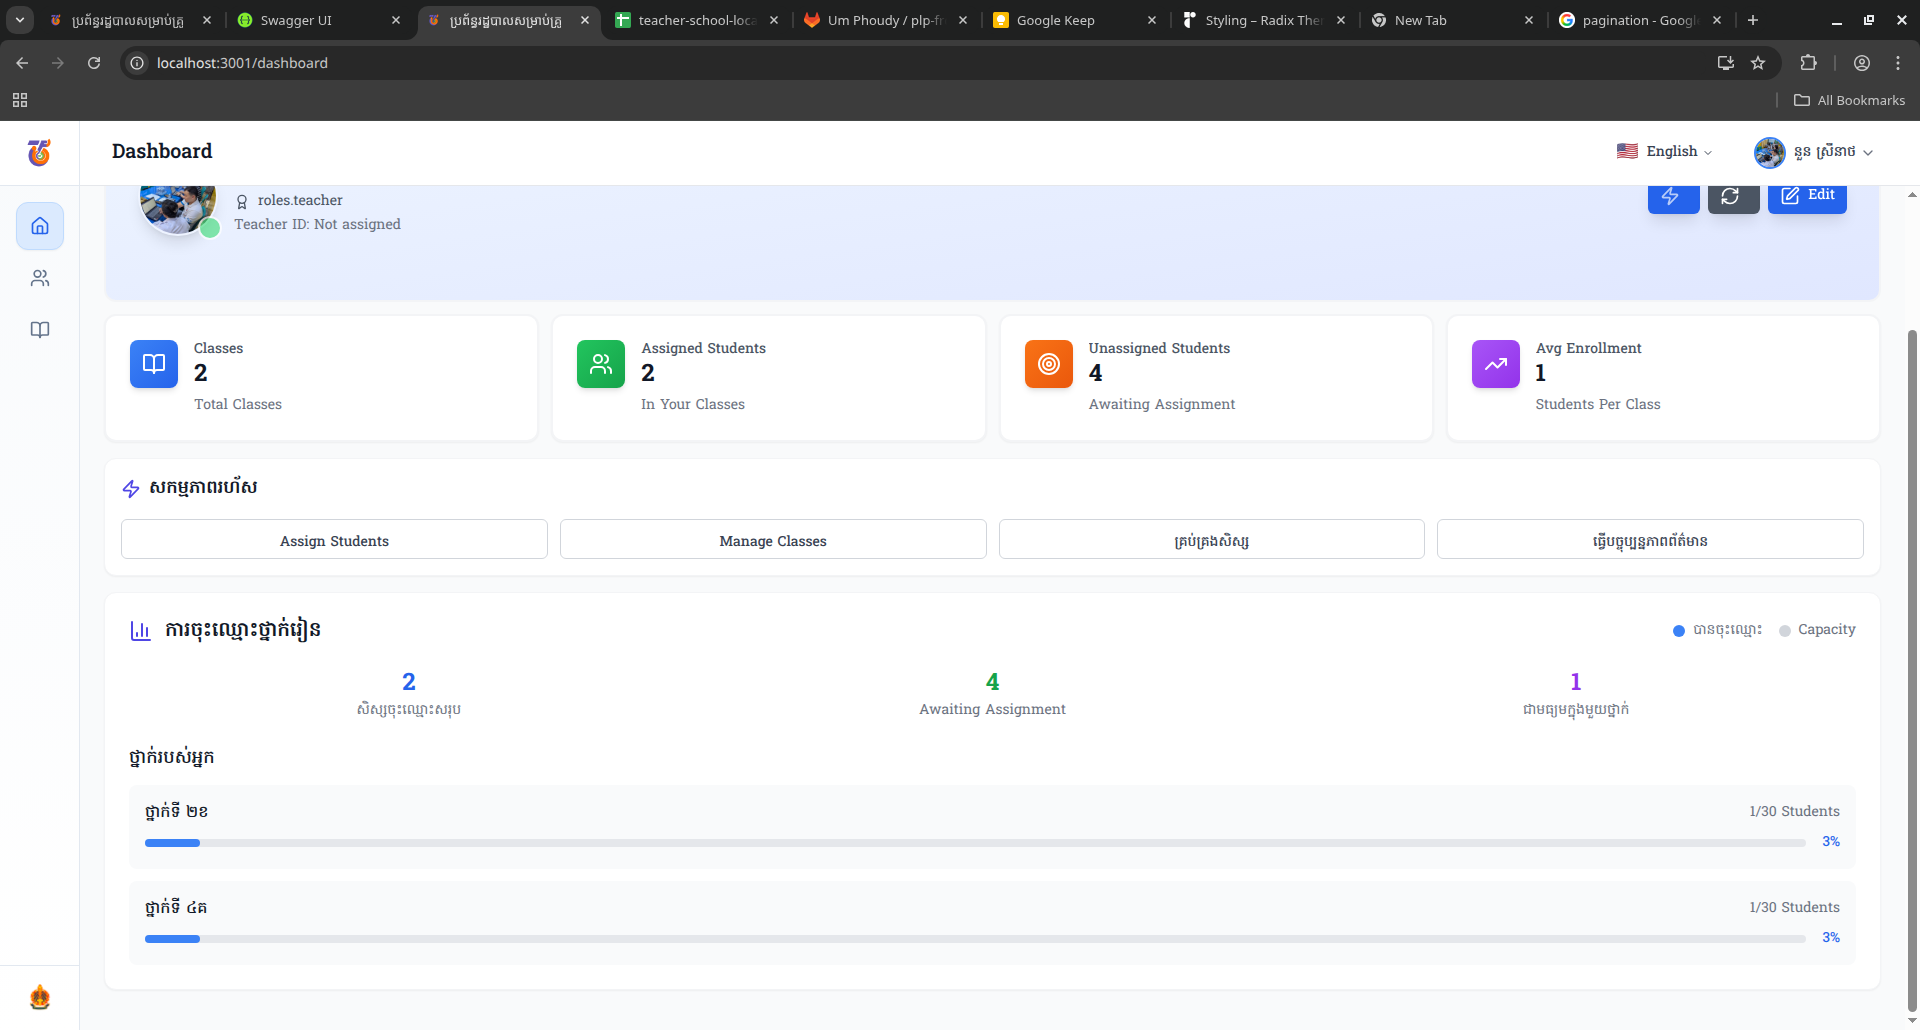 ប្រព័ន្ធរដ្ឋបាលសម្រាប់គ្រូ
Swagger UI
ប្រព័ន្ធរដ្ឋបាលសម្រាប់គ្រូ
teacher-school-loca
Um Phoudy / plp-fr
Google Keep
Styling – Radix The
New Tab
pagination - Googl
localhost:3001/dashboard
All Bookmarks
Dashboard
English
នួន ស្រីនាថ
roles.teacher
Teacher ID: Not assigned
Edit
Classes
2
Total Classes
Assigned Students
2
In Your Classes
Unassigned Students
4
Awaiting Assignment
Avg Enrollment
1
Students Per Class
សកម្មភាពរហ័ស
Assign Students
Manage Classes
គ្រប់គ្រងសិស្ស
ធ្វើបច្ចុប្បន្នភាពព័ត៌មាន
ការចុះឈ្មោះថ្នាក់រៀន
បានចុះឈ្មោះ
Capacity
2
សិស្សចុះឈ្មោះសរុប
4
Awaiting Assignment
1
ជាមធ្យមក្នុងមួយថ្នាក់
ថ្នាក់របស់អ្នក
ថ្នាក់ទី ២ខ
1/30 Students
3%
ថ្នាក់ទី ៤គ
1/30 Students
3%